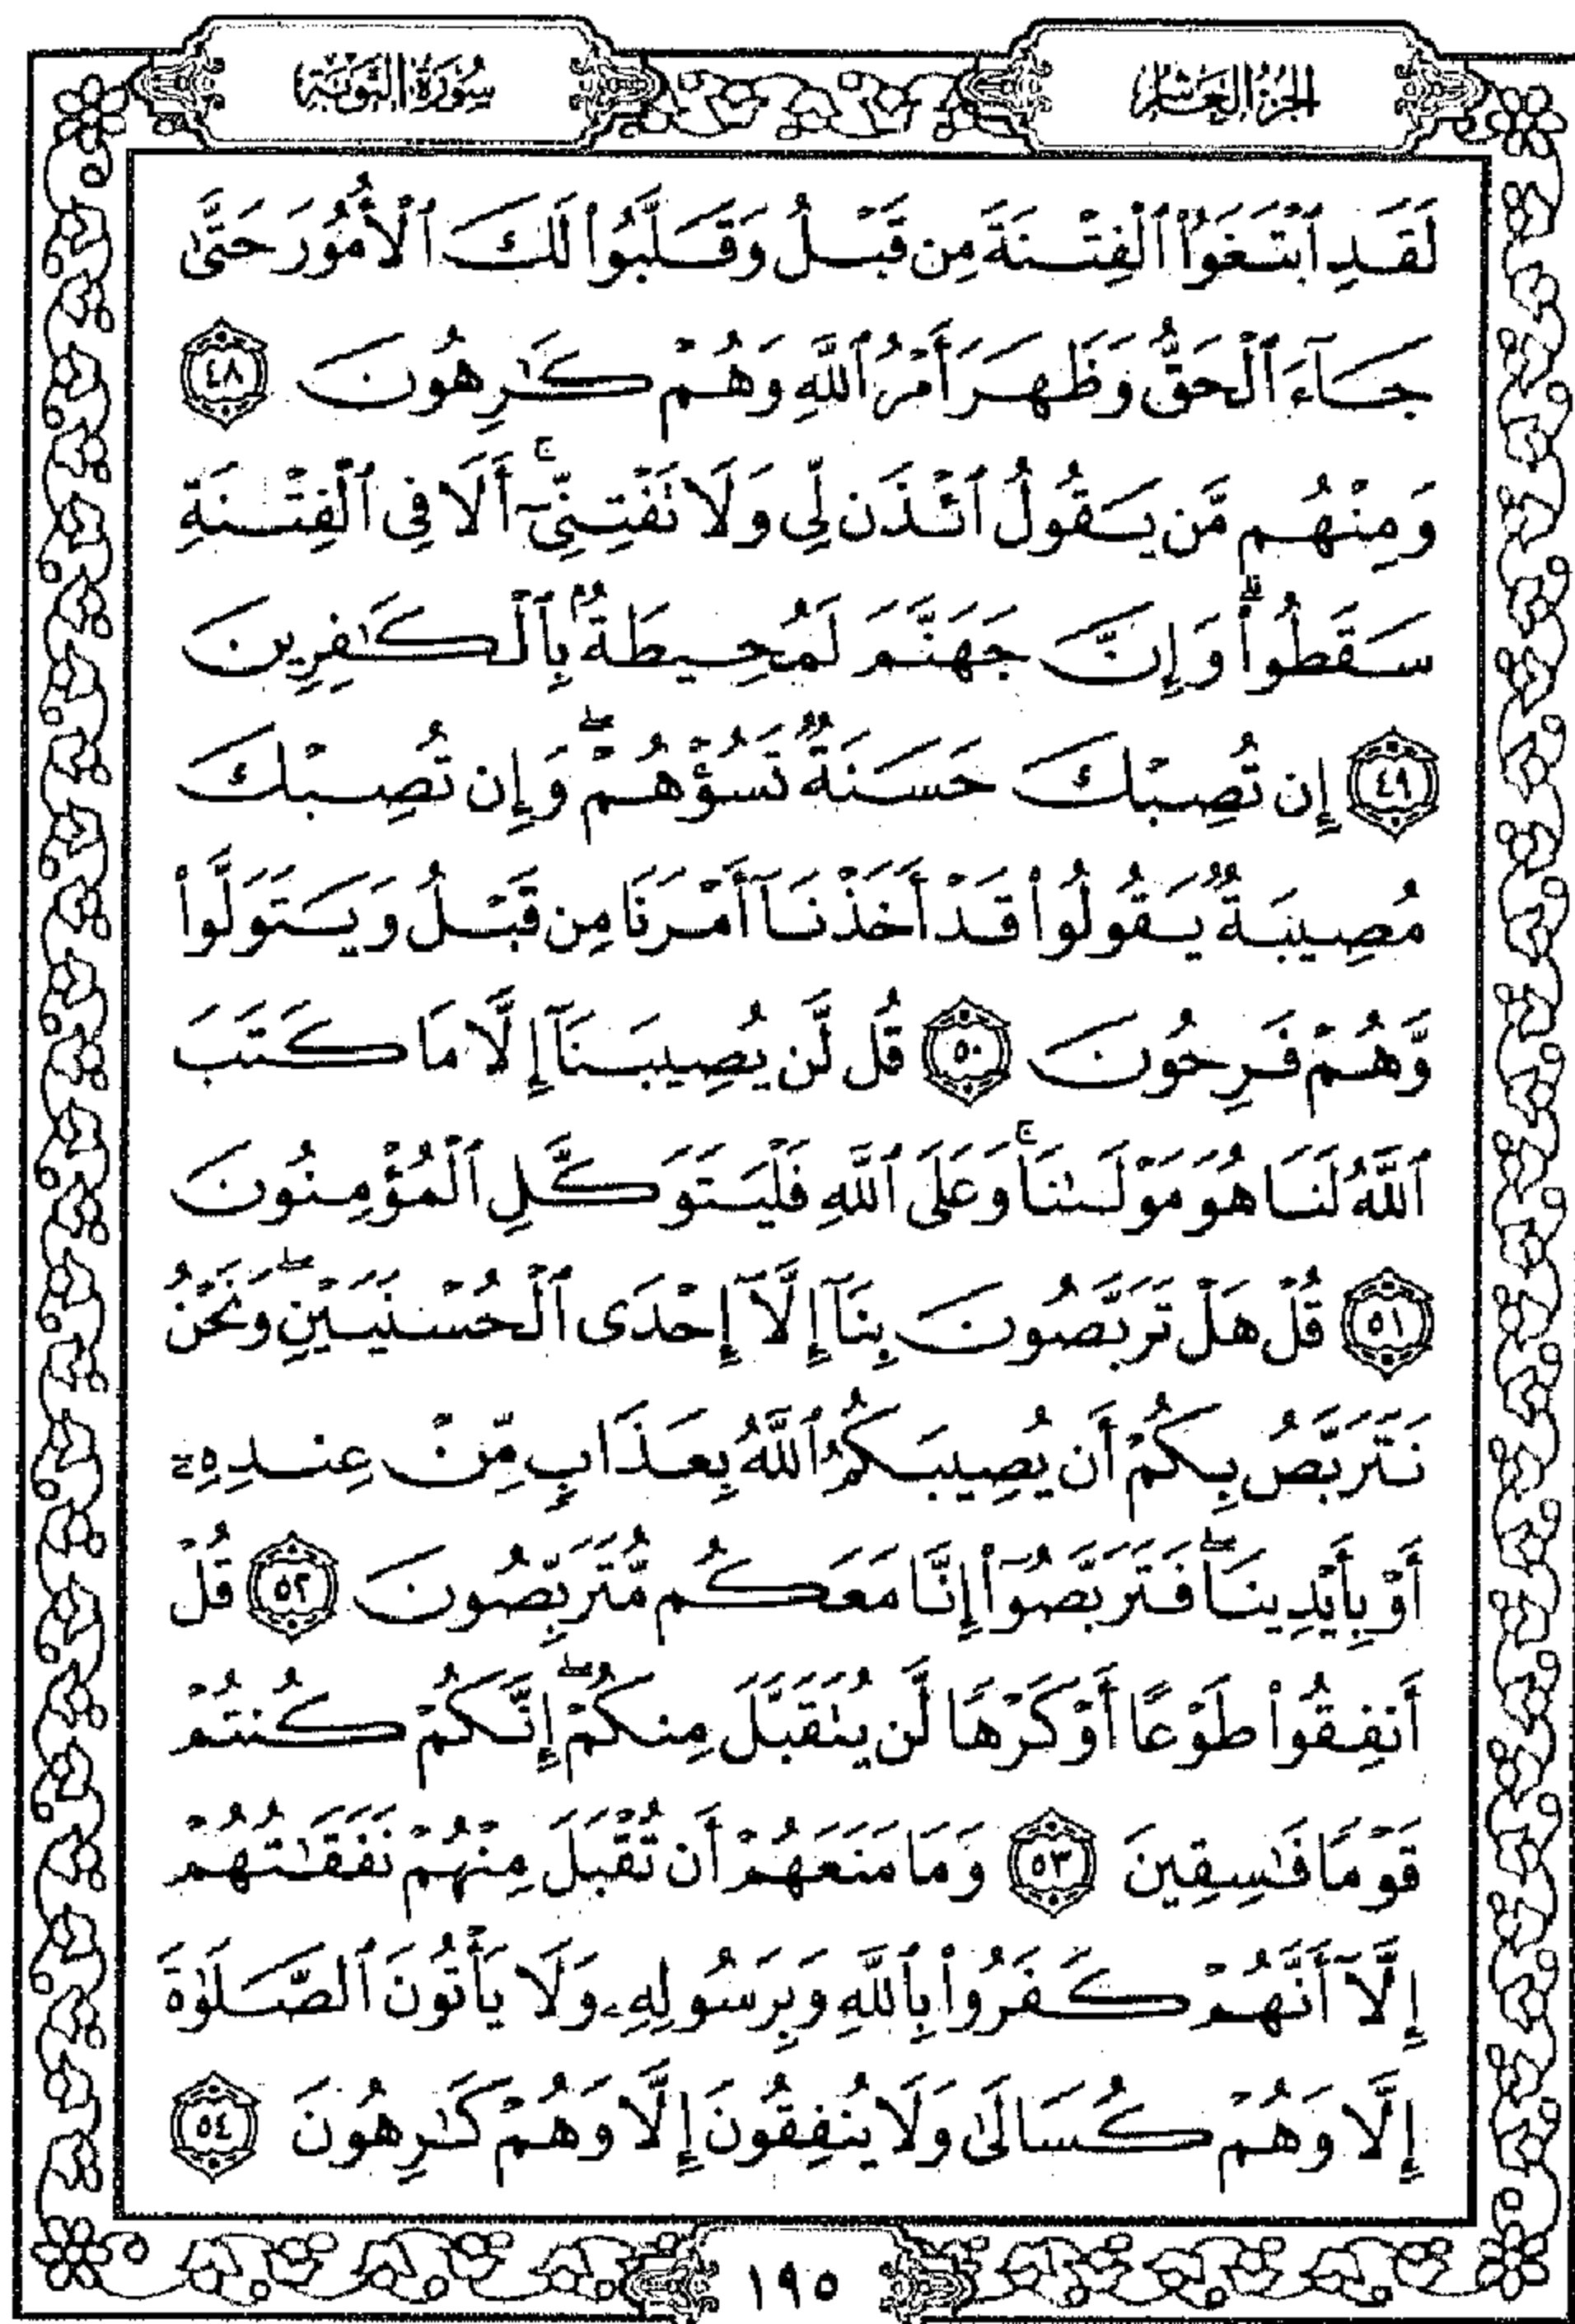 الجزء العاشر
سورة التوبة
لَقَدِ ٱبْتَغَوُا۟ ٱلْفِتْنَةَ مِن قَبْلُ وَقَلَّبُوا۟ لَكَ ٱلْأُمُورَ حَتَّىٰ
جَآءَ ٱلْحَقُّ وَظَهَرَ أَمْرُ ٱللَّهِ وَهُمْ كَٰرِهُونَ ٤٨
وَمِنْهُم مَّن يَقُولُ ٱئْذَن لِّى وَلَا تَفْتِنِّىٓ ۚ أَلَا فِى ٱلْفِتْنَةِ
سَقَطُوا۟ ۗ وَإِنَّ جَهَنَّمَ لَمُحِيطَةٌۢ بِٱلْكَٰفِرِينَ
٤٩ إِن تُصِبْكَ حَسَنَةٌ تَسُؤْهُمْ ۖ وَإِن تُصِبْكَ
مُصِيبَةٌ يَقُولُوا۟ قَدْ أَخَذْنَآ أَمْرَنَا مِن قَبْلُ وَيَتَوَلَّوا۟
وَّهُمْ فَرِحُونَ ٥٠ قُل لَّن يُصِيبَنَآ إِلَّا مَا كَتَبَ
ٱللَّهُ لَنَا هُوَ مَوْلَىٰنَا ۚ وَعَلَى ٱللَّهِ فَلْيَتَوَكَّلِ ٱلْمُؤْمِنُونَ
٥١ قُلْ هَلْ تَرَبَّصُونَ بِنَآ إِلَّآ إِحْدَى ٱلْحُسْنَيَيْنِ ۖ وَنَحْنُ
نَتَرَبَّصُ بِكُمْ أَن يُصِيبَكُمُ ٱللَّهُ بِعَذَابٍ مِّنْ عِندِهِۦٓ
أَوْ بِأَيْدِينَا ۖ فَتَرَبَّصُوٓا۟ إِنَّا مَعَكُم مُّتَرَبِّصُونَ ٥٢ قُلْ
أَنفِقُوا۟ طَوْعًا أَوْ كَرْهًا لَّن يُتَقَبَّلَ مِنكُمْ ۖ إِنَّكُمْ كُنتُمْ
قَوْمًا فَٰسِقِينَ ٥٣ وَمَا مَنَعَهُمْ أَن تُقْبَلَ مِنْهُمْ نَفَقَٰتُهُمْ
إِلَّآ أَنَّهُمْ كَفَرُوا۟ بِٱللَّهِ وَبِرَسُولِهِۦ وَلَا يَأْتُونَ ٱلصَّلَوٰةَ
إِلَّا وَهُمْ كُسَالَىٰ وَلَا يُنفِقُونَ إِلَّا وَهُمْ كَٰرِهُونَ ٥٤
١٩٥